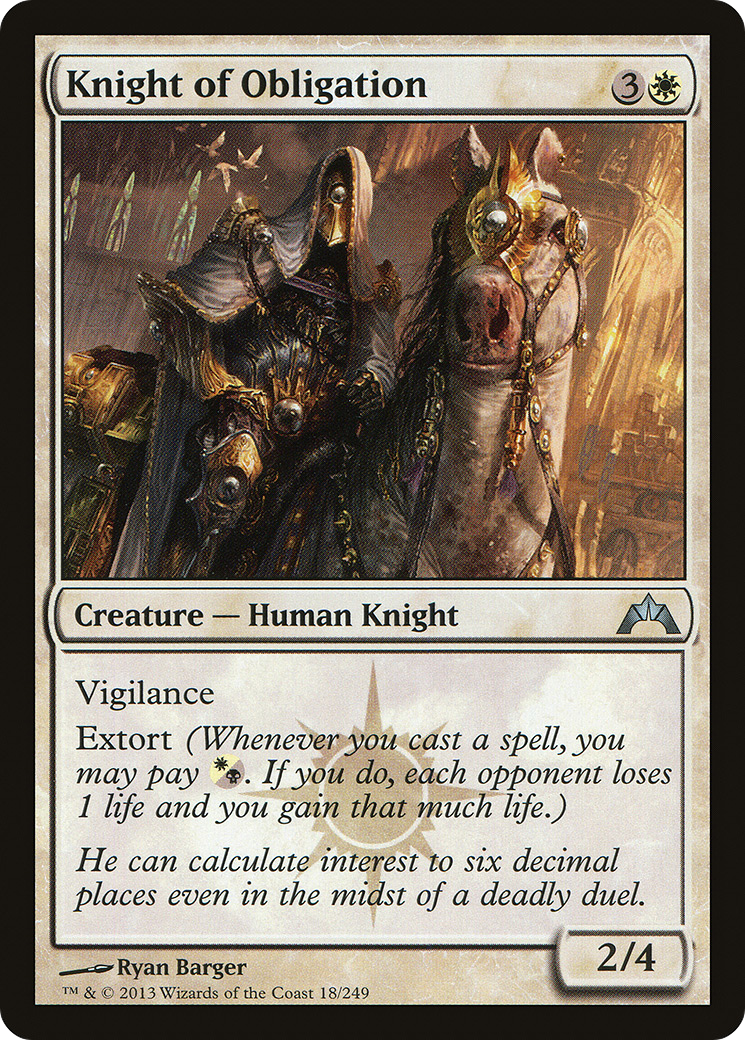 Knight of Obligation 3
Creature — Human Knight
Vigilance
Extort (Whenever you cast a spell, you
may pay . If you do, each opponent loses
1 life and you gain that much life.)
He can calculate interest to six decimal
places even in the midst of a deadly duel.
2/4
Ryan Barger
™ & © 2013 Wizards of the Coast 18/249